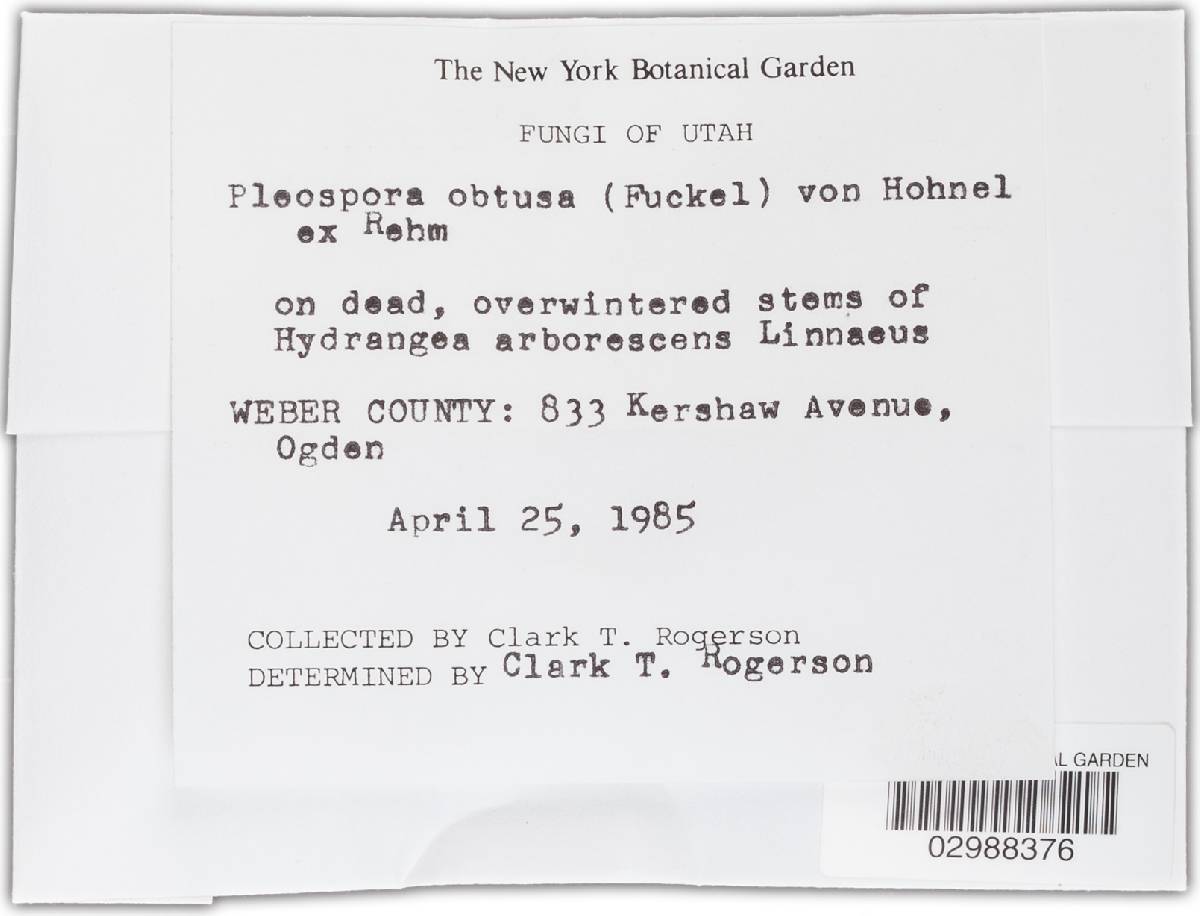 The New York Botanical Garden
FUNGI OF UTAH
Pleospora obtusa (Fuckel) von Hohnel
ex Rehm
on dead, overwintered stems of
Hydrangea arborescens Linnaeus
WEBER COUNTY: 833 Kershaw Avenue,
Ogden
April 25, 1985
COLLECTED BY Clark T. Rogerson
DETERMINED BY Clark T. Rogerson
GARDEN
02988376